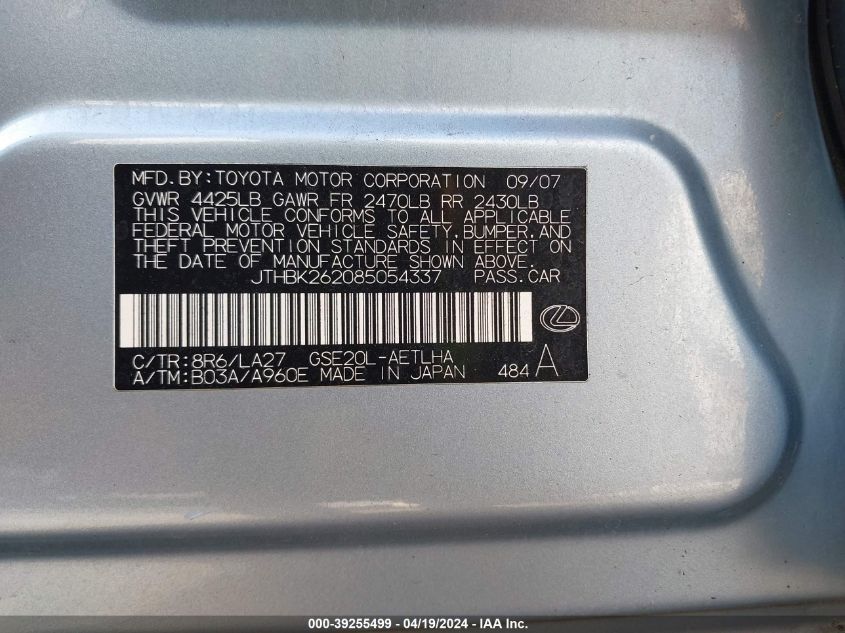 MFD.BY:TOYOTA MOTOR CORPORATION 09/07
GVWR 4425LB GAWR FR 2470LB RR 2430LB
THIS VEHICLE CONFORMS TO ALL APPLICABLE
FEDERAL MOTOR VEHICLE SAFETY,BUMPER,AND
THEFT PREVENTION STANDARDS IN EFFECT ON
THE DATE OF MANUFACTURE SHOWN ABOVE.
JTHBK262085054337 PASS.CAR
C/TR:8R6/LA27 GSE20L-AETLHA
A/TM:B03A/A960E MADE IN JAPAN 484 A
000-39255499 - 04/19/2024 - IAA Inc.